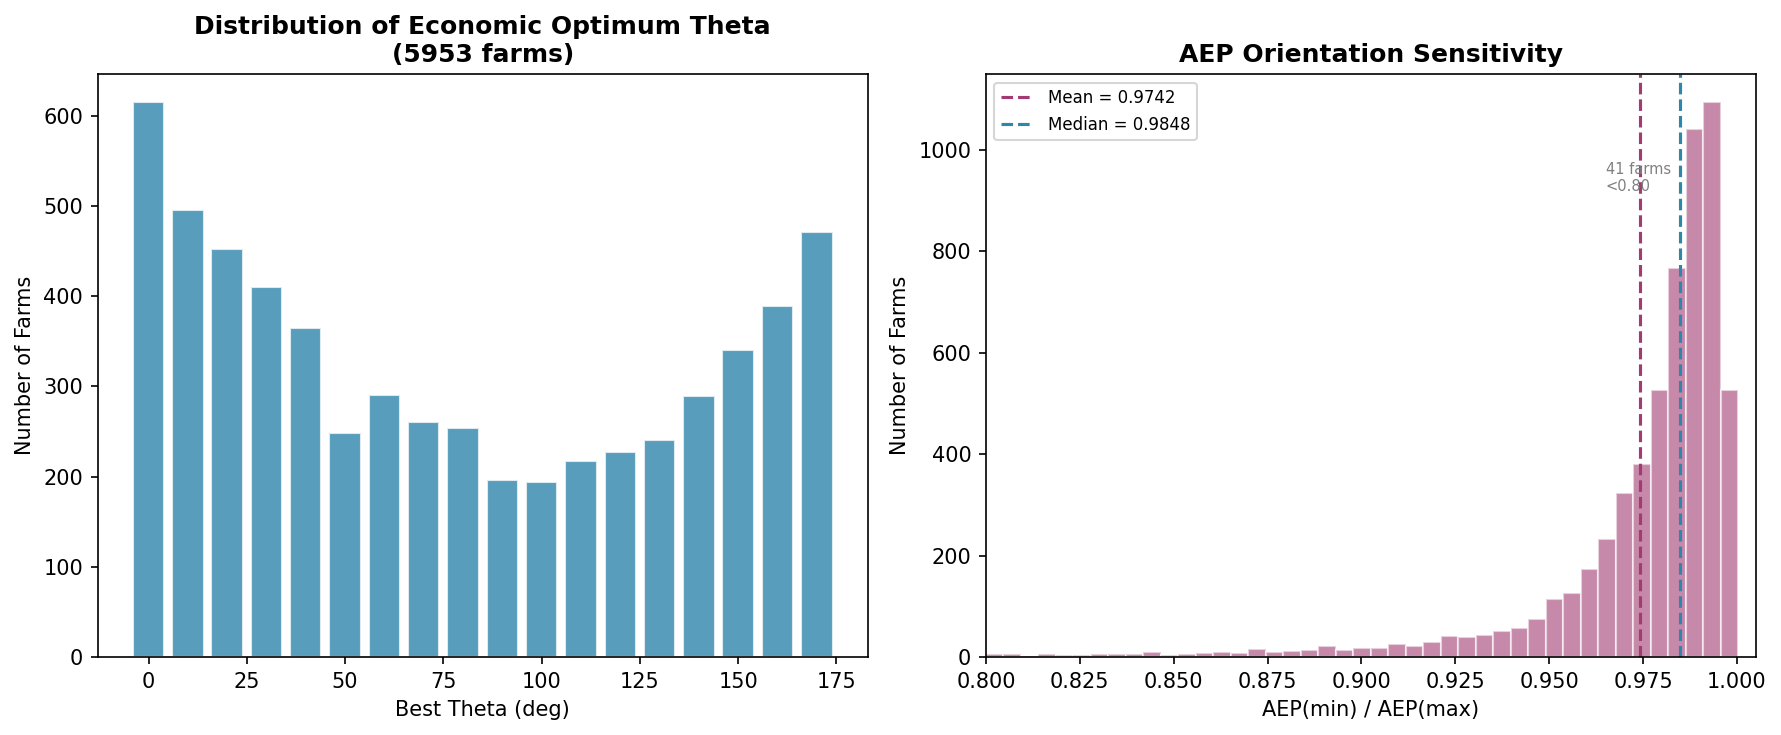 Distribution of Economic Optimum Theta
(5953 farms)
600
500
400
300
200
100
0
Number of Farms
0 25 50 75 100 125 150 175
Best Theta (deg)
AEP Orientation Sensitivity
Mean = 0.9742
Median = 0.9848
41 farms
<0.80
1000
800
600
400
200
0
Number of Farms
0.800 0.825 0.850 0.875 0.900 0.925 0.950 0.975 1.000
AEP(min) / AEP(max)